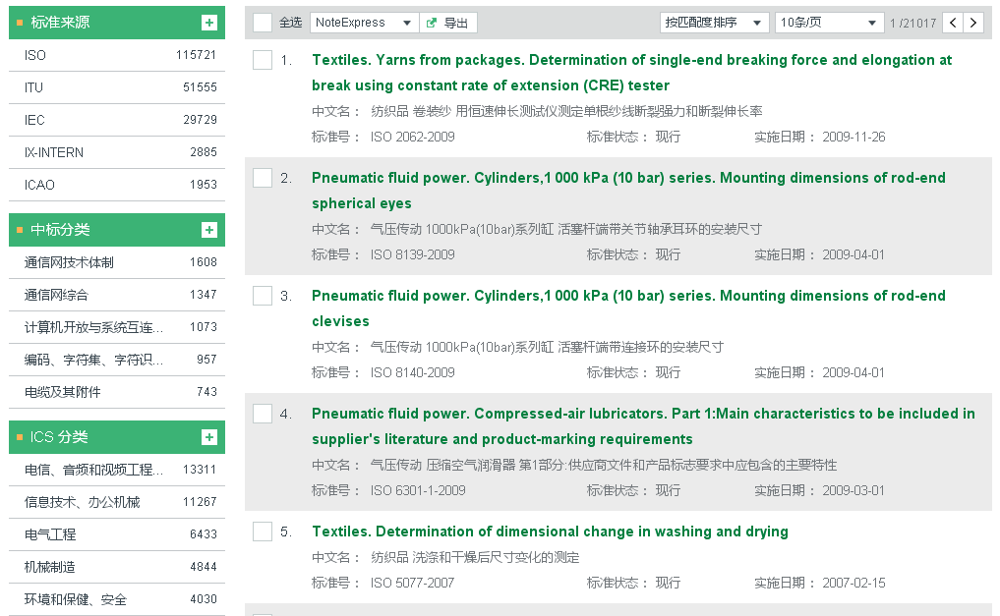 标准来源
ISO 115721
ITU 51555
IEC 29729
IX-INTERN 2885
ICAO 1953
中标分类
通信网技术体制 1608
通信网综合 1347
计算机开放与系统互连... 1073
编码、字符集、字符识... 957
电缆及其附件 743
ICS 分类
电信、音频和视频工程... 13311
信息技术、办公机械 11267
电气工程 6433
机械制造 4844
环境和保健、安全 4030
全选 NoteExpress 导出 按匹配度排序 10条/页 1 /21017
1. Textiles. Yarns from packages. Determination of single-end breaking force and elongation at
break using constant rate of extension (CRE) tester
中文名： 纺织品 卷装纱 用恒速伸长测试仪测定单根纱线断裂强力和断裂伸长率
标准号： ISO 2062-2009 标准状态： 现行 实施日期： 2009-11-26
2. Pneumatic fluid power. Cylinders,1 000 kPa (10 bar) series. Mounting dimensions of rod-end
spherical eyes
中文名： 气压传动 1000kPa(10bar)系列缸 活塞杆端带关节轴承耳环的安装尺寸
标准号： ISO 8139-2009 标准状态： 现行 实施日期： 2009-04-01
3. Pneumatic fluid power. Cylinders,1 000 kPa (10 bar) series. Mounting dimensions of rod-end
clevises
中文名： 气压传动 1000kPa(10bar)系列缸 活塞杆端带连接环的安装尺寸
标准号： ISO 8140-2009 标准状态： 现行 实施日期： 2009-04-01
4. Pneumatic fluid power. Compressed-air lubricators. Part 1:Main characteristics to be included in
supplier's literature and product-marking requirements
中文名： 气压传动 压缩空气润滑器 第1部分:供应商文件和产品标志要求中应包含的主要特性
标准号： ISO 6301-1-2009 标准状态： 现行 实施日期： 2009-03-01
5. Textiles. Determination of dimensional change in washing and drying
中文名： 纺织品 洗涤和干燥后尺寸变化的测定
标准号： ISO 5077-2007 标准状态： 现行 实施日期： 2007-02-15